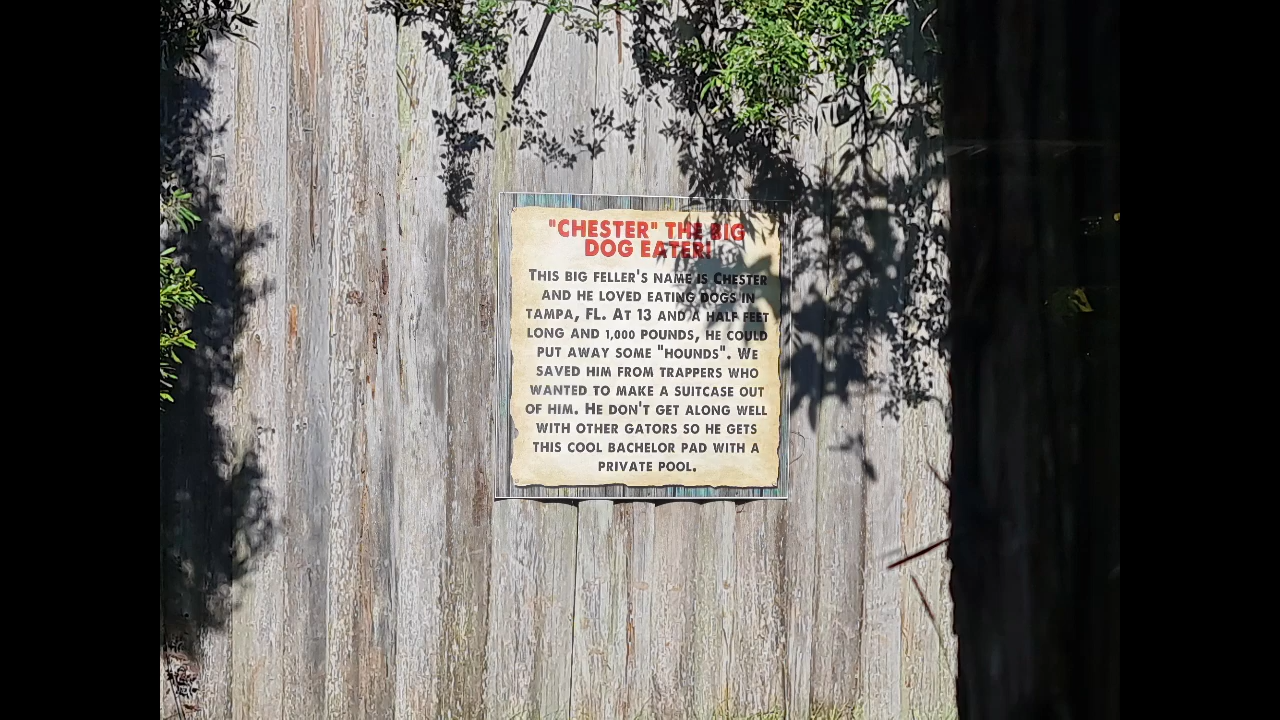 "CHESTER" THE BIG
DOG EATER!
THIS BIG FELLER'S NAME IS CHESTER
AND HE LOVED EATING DOGS IN
TAMPA, FL. AT 13 AND A HALF FEET
LONG AND 1,000 POUNDS, HE COULD
PUT AWAY SOME "HOUNDS". WE
SAVED HIM FROM TRAPPERS WHO
WANTED TO MAKE A SUITCASE OUT
OF HIM. HE DON'T GET ALONG WELL
WITH OTHER GATORS SO HE GETS
THIS COOL BACHELOR PAD WITH A
PRIVATE POOL.